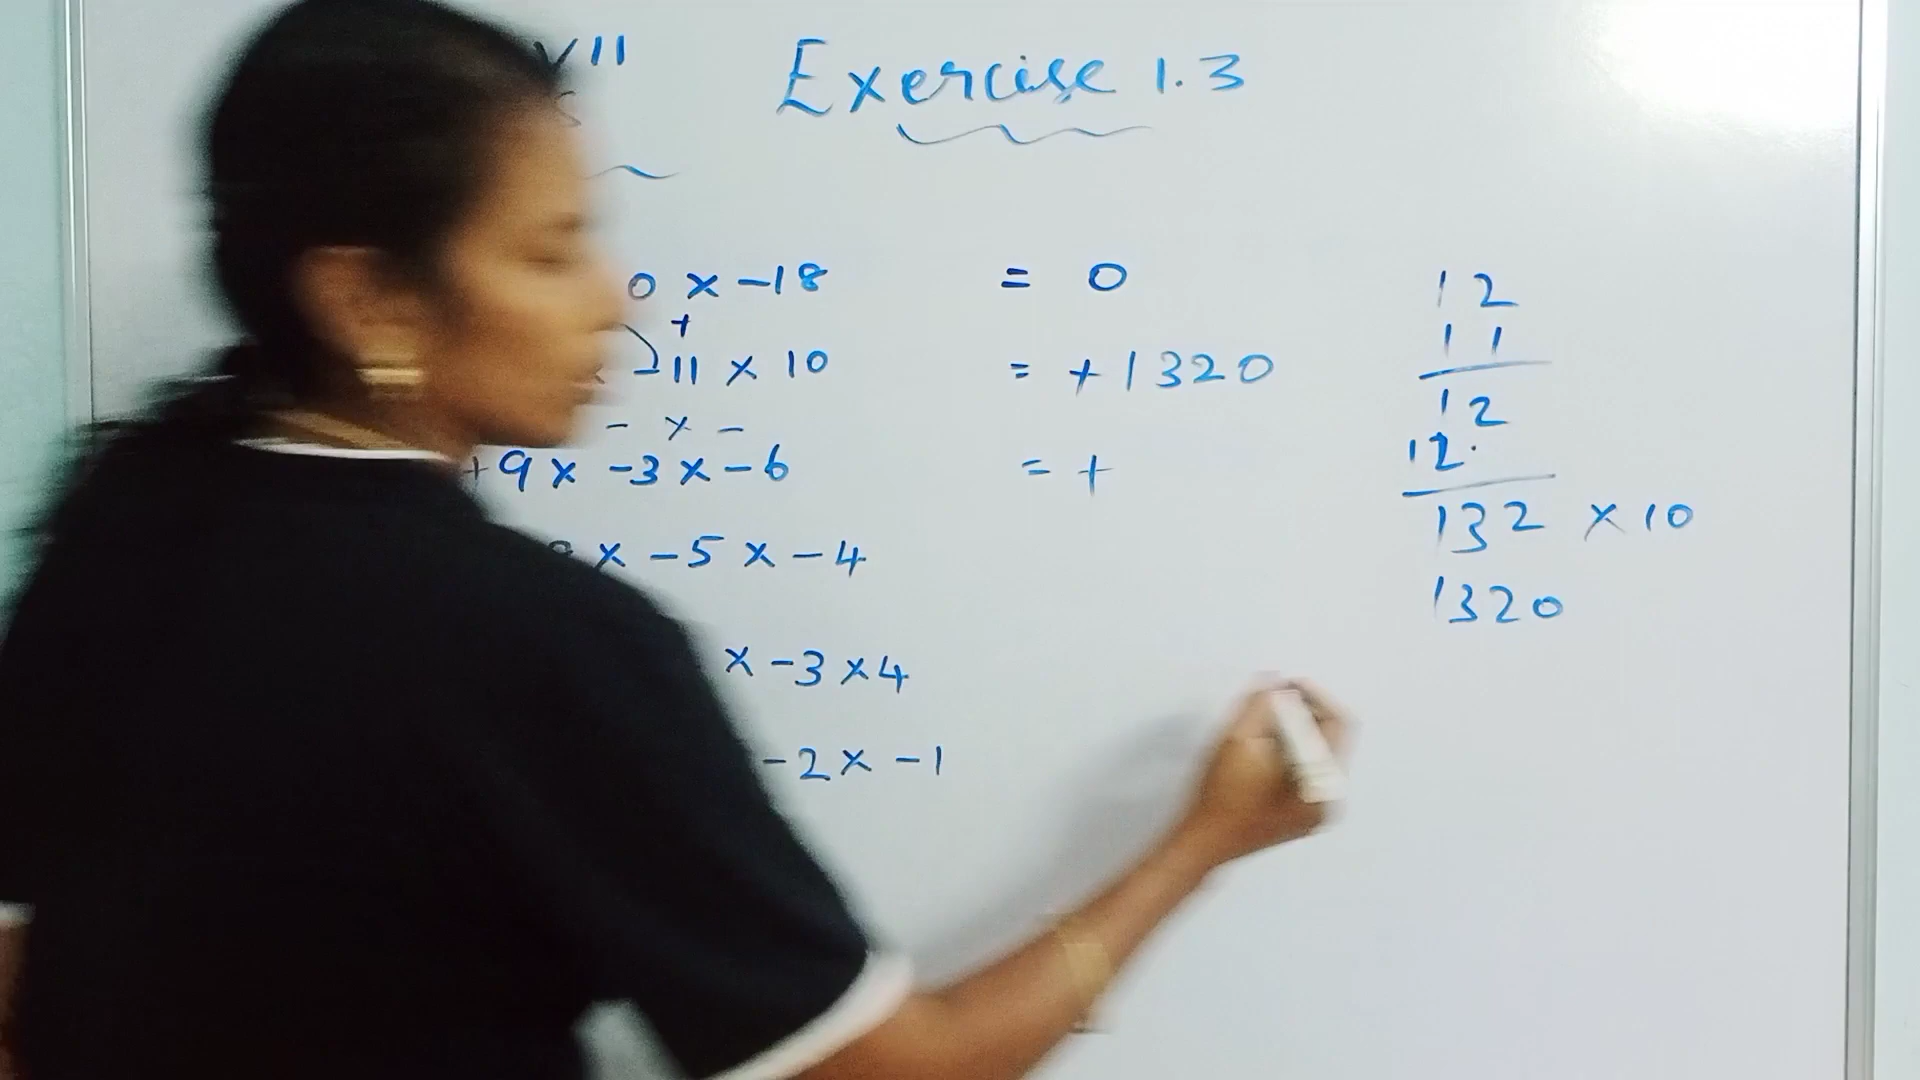 VII Exercise 1.3
0 x -18 = 0
+
-11 x 10 = +1320
- x -
+9 x -3 x -6 = +
x -5 x -4
x -3 x 4
-2 x -1
12
11
12
12.
132 x 10
1320